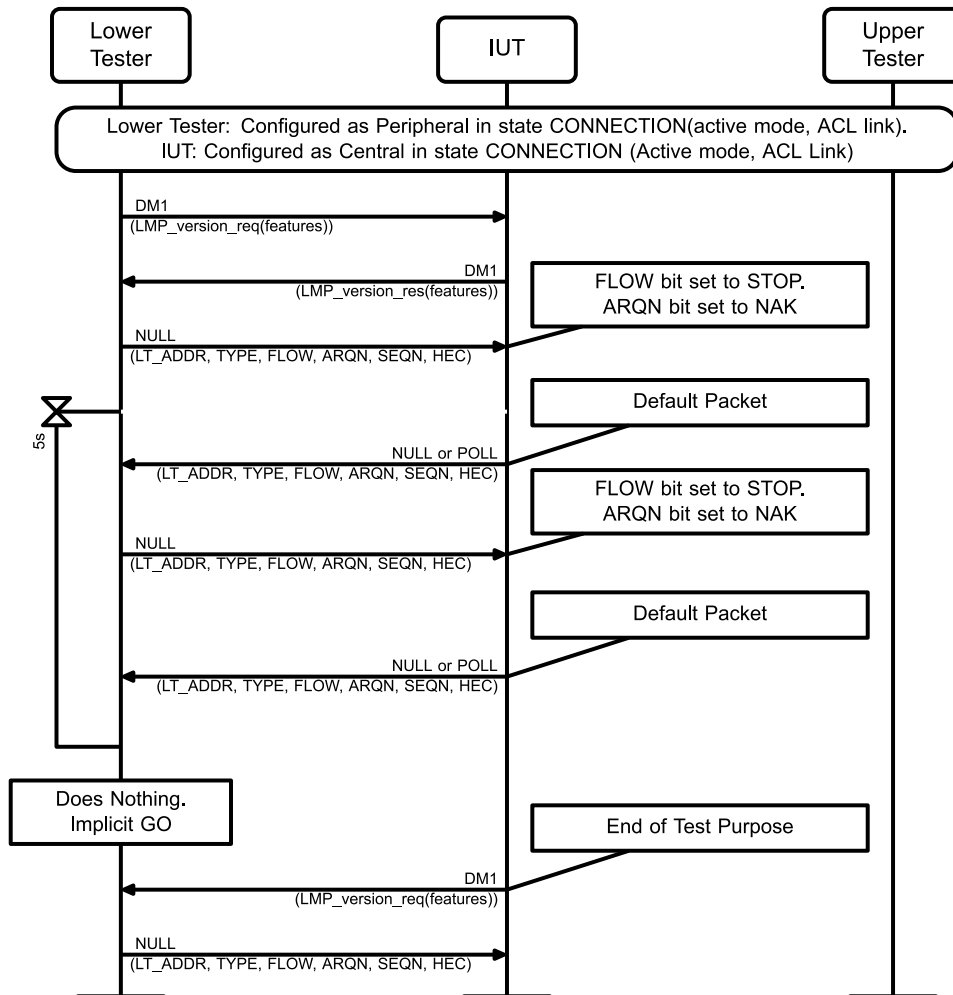 Lower
Tester
IUT
Upper
Tester
Lower Tester: Configured as Peripheral in state CONNECTION(active mode, ACL link).
IUT: Configured as Central in state CONNECTION (Active mode, ACL Link)
DM1
(LMP_version_req(features))
DM1
(LMP_version_res(features))
FLOW bit set to STOP.
ARQN bit set to NAK
NULL
(LT_ADDR, TYPE, FLOW, ARQN, SEQN, HEC)
5s
Default Packet
NULL or POLL
(LT_ADDR, TYPE, FLOW, ARQN, SEQN, HEC)
FLOW bit set to STOP.
ARQN bit set to NAK
NULL
(LT_ADDR, TYPE, FLOW, ARQN, SEQN, HEC)
Default Packet
NULL or POLL
(LT_ADDR, TYPE, FLOW, ARQN, SEQN, HEC)
Does Nothing.
Implicit GO
End of Test Purpose
DM1
(LMP_version_req(features))
NULL
(LT_ADDR, TYPE, FLOW, ARQN, SEQN, HEC)